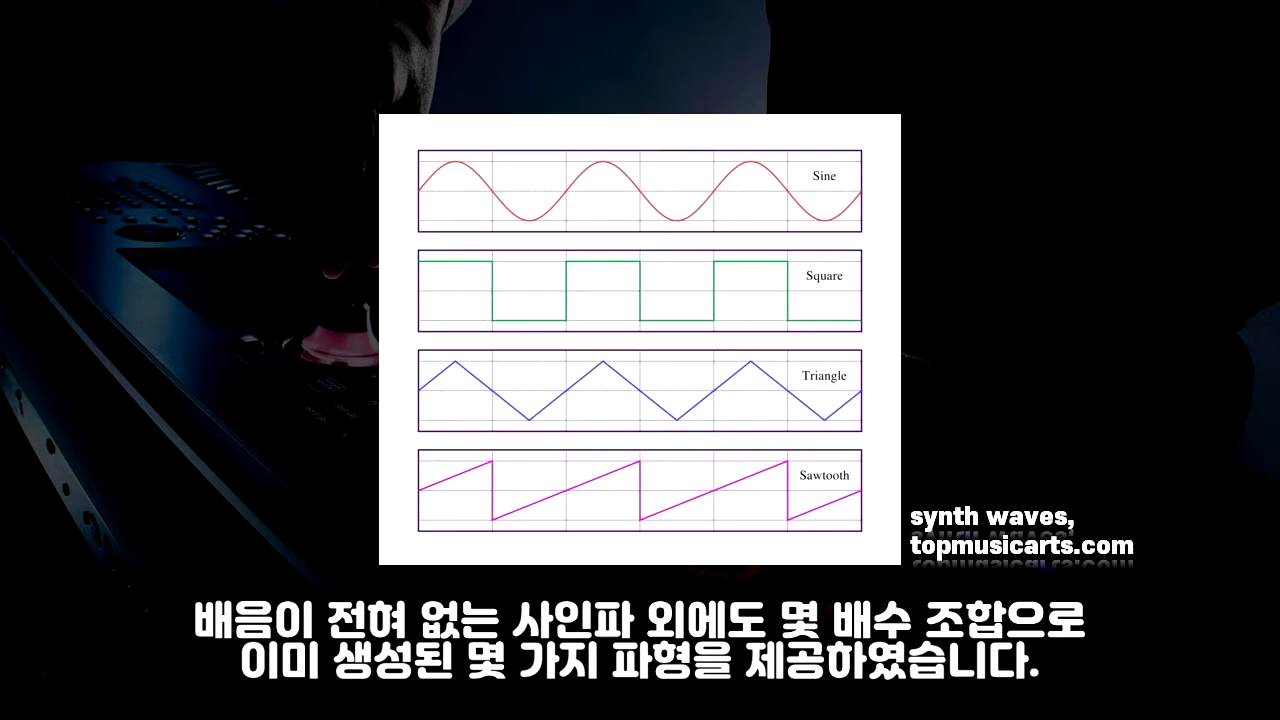 Sine
Square
Triangle
Sawtooth
synth waves,
topmusicarts.com
배음이 전혀 없는 사인파 외에도 몇 배수 조합으로
이미 생성된 몇 가지 파형을 제공하였습니다.